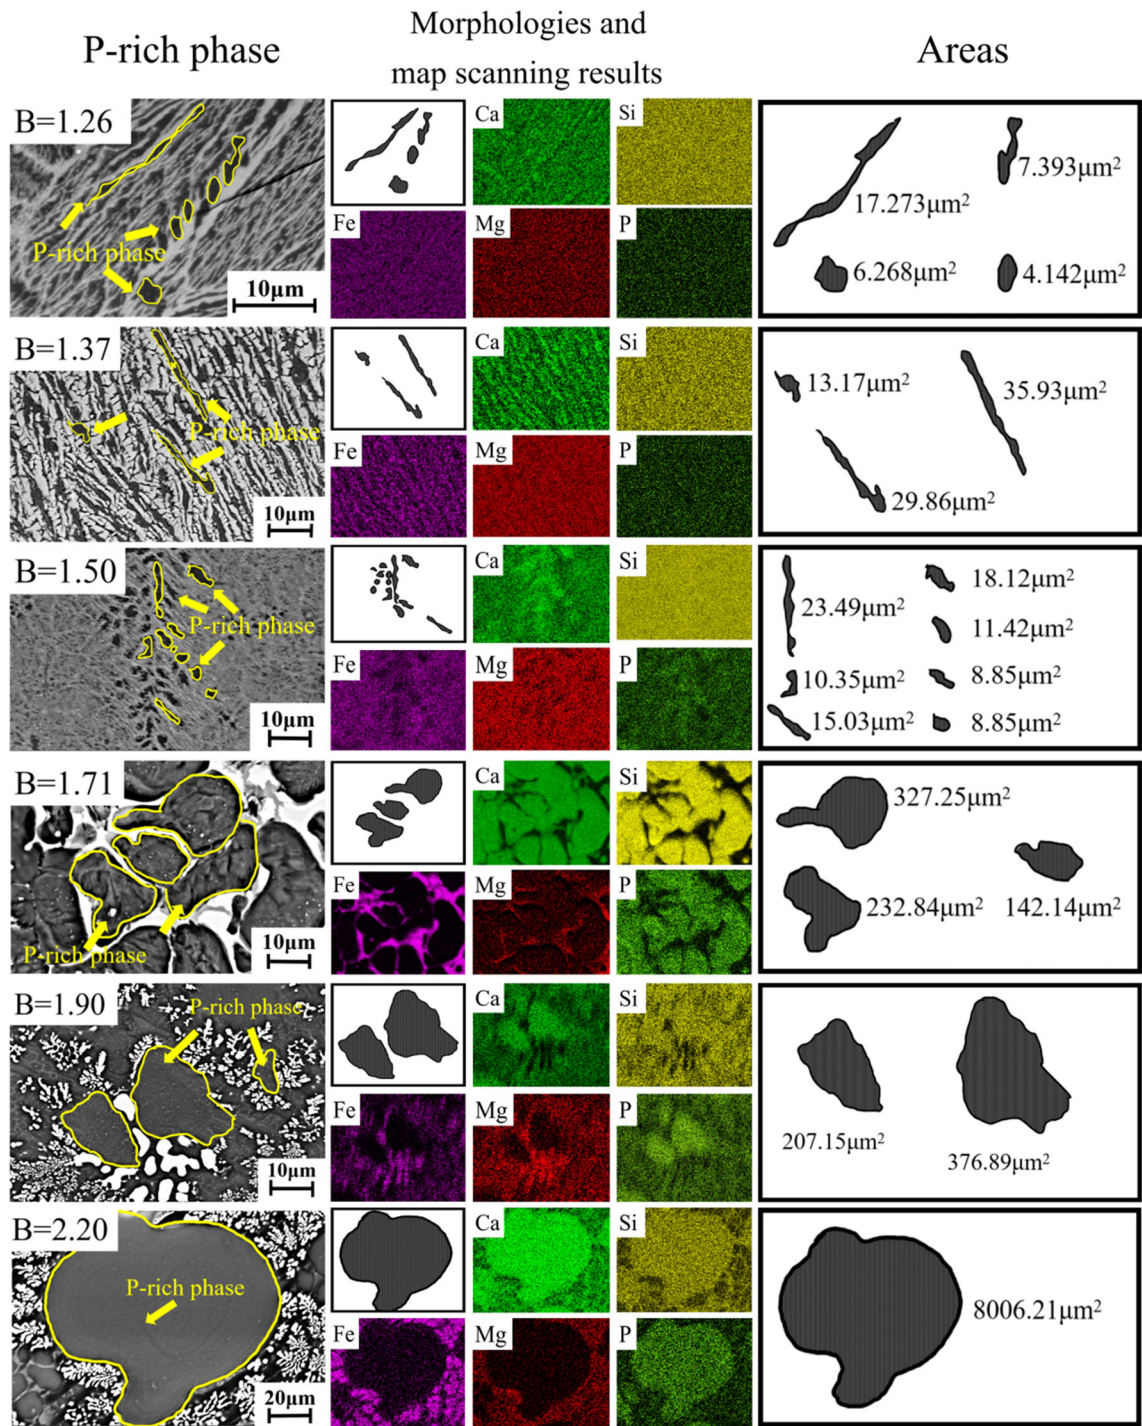 P-rich phase
Morphologies and
map scanning results
Areas
B=1.26
P-rich phase
10μm
Ca
Si
Fe
Mg
P
17.273μm²
7.393μm²
6.268μm²
4.142μm²
B=1.37
P-rich phase
10μm
Ca
Si
Fe
Mg
P
13.17μm²
35.93μm²
29.86μm²
B=1.50
P-rich phase
10μm
Ca
Si
Fe
Mg
P
23.49μm²
18.12μm²
11.42μm²
10.35μm²
8.85μm²
15.03μm²
8.85μm²
B=1.71
P-rich phase
10μm
Ca
Si
Fe
Mg
P
327.25μm²
232.84μm²
142.14μm²
B=1.90
P-rich phase
10μm
Ca
Si
Fe
Mg
P
207.15μm²
376.89μm²
B=2.20
P-rich phase
20μm
Ca
Si
Fe
Mg
P
8006.21μm²